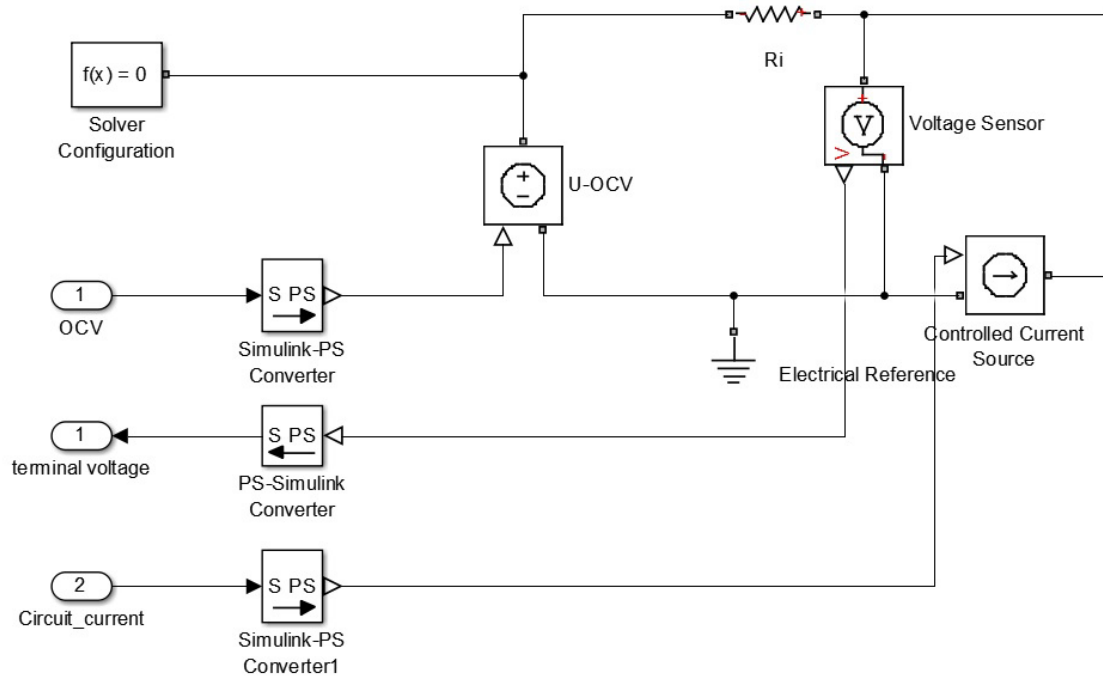 Ri
f(x) = 0
Solver
Configuration
+
V
V
Voltage Sensor
+
−
U-OCV
1
OCV
S PS
Simulink-PS
Converter
Controlled Current
Source
Electrical Reference
1
terminal voltage
S PS
PS-Simulink
Converter
2
Circuit_current
S PS
Simulink-PS
Converter1